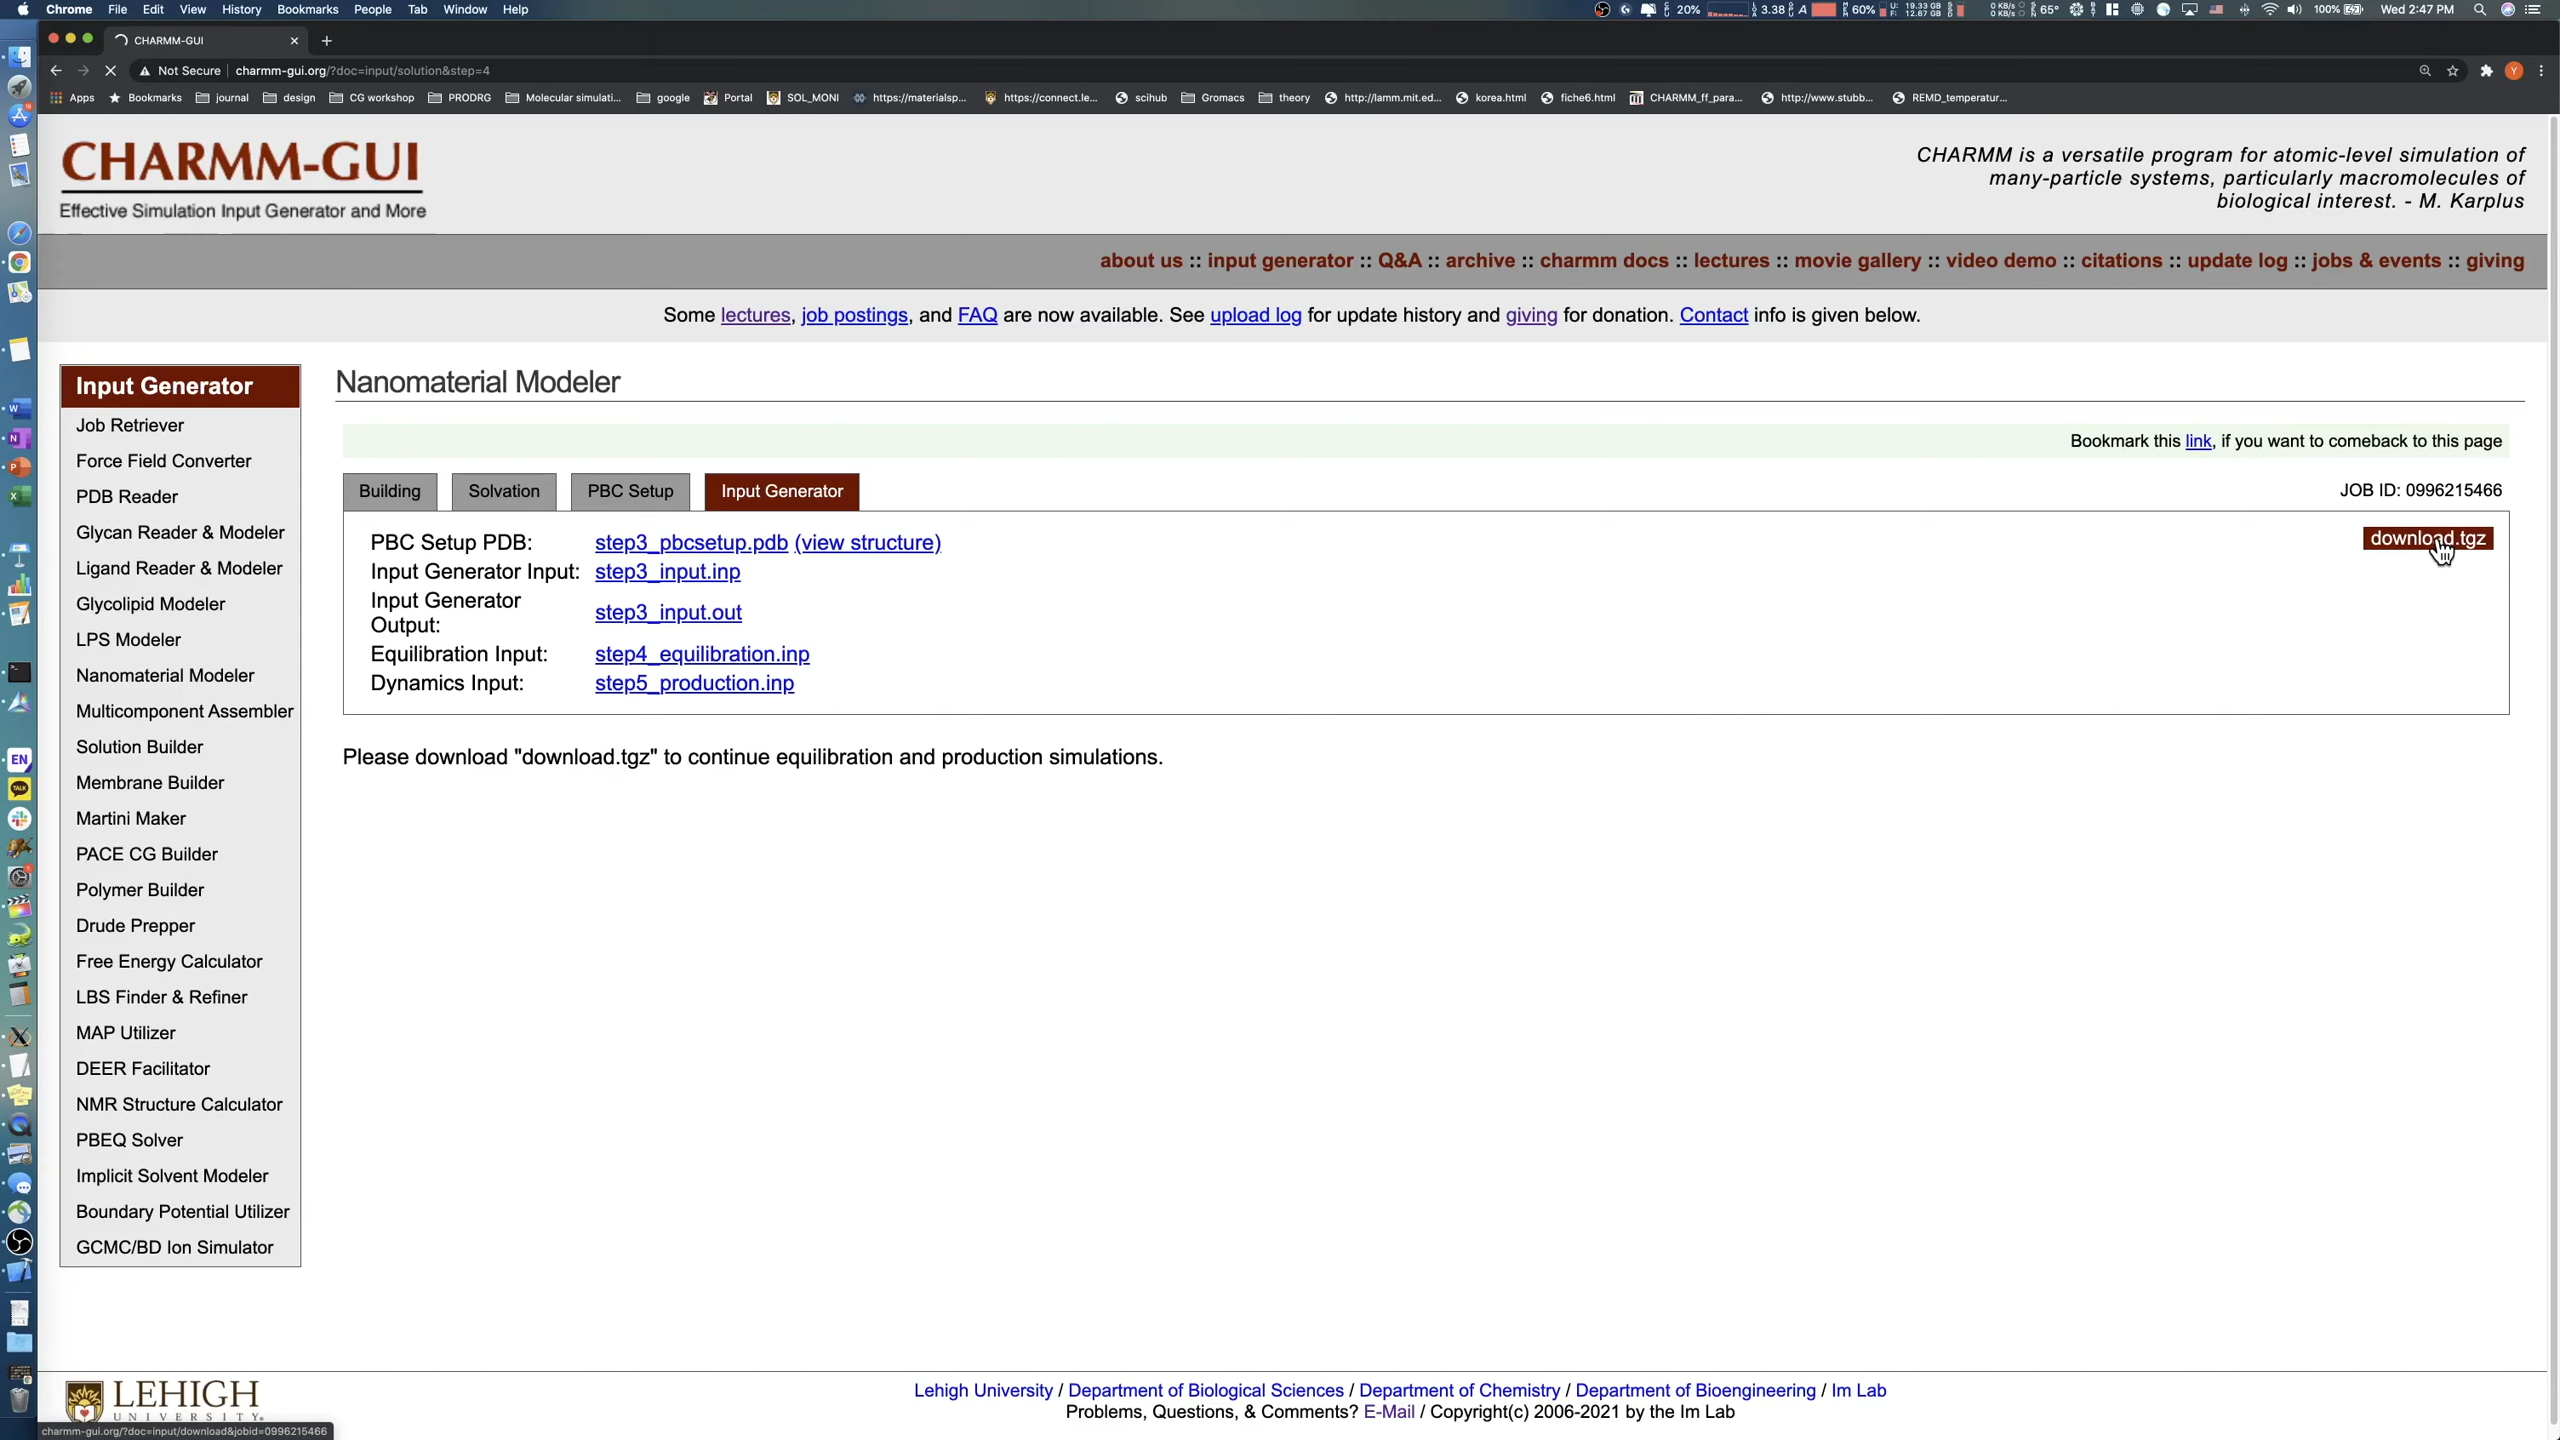 Chrome File Edit View History Bookmarks People Tab Window Help
20% 3.38 60% 65° 100% Wed 2:47 PM
CHARMM-GUI
Not Secure charmm-gui.org/?doc=input/solution&step=4
Apps Bookmarks journal design CG workshop PRODRG Molecular simulati... google Portal SOL_MONI https://materialsp... https://connect.le... scihub Gromacs theory http://lamm.mit.ed... korea.html fiche6.html CHARMM_ff_para... http://www.stubb... REMD_temperatur...
CHARMM-GUI
Effective Simulation Input Generator and More
CHARMM is a versatile program for atomic-level simulation of
many-particle systems, particularly macromolecules of
biological interest. - M. Karplus
about us :: input generator :: Q&A :: archive :: charmm docs :: lectures :: movie gallery :: video demo :: citations :: update log :: jobs & events :: giving
Some lectures, job postings, and FAQ are now available. See upload log for update history and giving for donation. Contact info is given below.
Input Generator
Job Retriever
Force Field Converter
PDB Reader
Glycan Reader & Modeler
Ligand Reader & Modeler
Glycolipid Modeler
LPS Modeler
Nanomaterial Modeler
Multicomponent Assembler
Solution Builder
Membrane Builder
Martini Maker
PACE CG Builder
Polymer Builder
Drude Prepper
Free Energy Calculator
LBS Finder & Refiner
MAP Utilizer
DEER Facilitator
NMR Structure Calculator
PBEQ Solver
Implicit Solvent Modeler
Boundary Potential Utilizer
GCMC/BD Ion Simulator
Nanomaterial Modeler
Bookmark this link, if you want to comeback to this page
Building Solvation PBC Setup Input Generator
JOB ID: 0996215466
download.tgz
PBC Setup PDB: step3_pbcsetup.pdb (view structure)
Input Generator Input: step3_input.inp
Input Generator
Output: step3_input.out
Equilibration Input: step4_equilibration.inp
Dynamics Input: step5_production.inp
Please download "download.tgz" to continue equilibration and production simulations.
LEHIGH
UNIVERSITY.
Lehigh University / Department of Biological Sciences / Department of Chemistry / Department of Bioengineering / Im Lab
Problems, Questions, & Comments? E-Mail / Copyright(c) 2006-2021 by the Im Lab
charmm-gui.org/?doc=input/download&jobid=0996215466